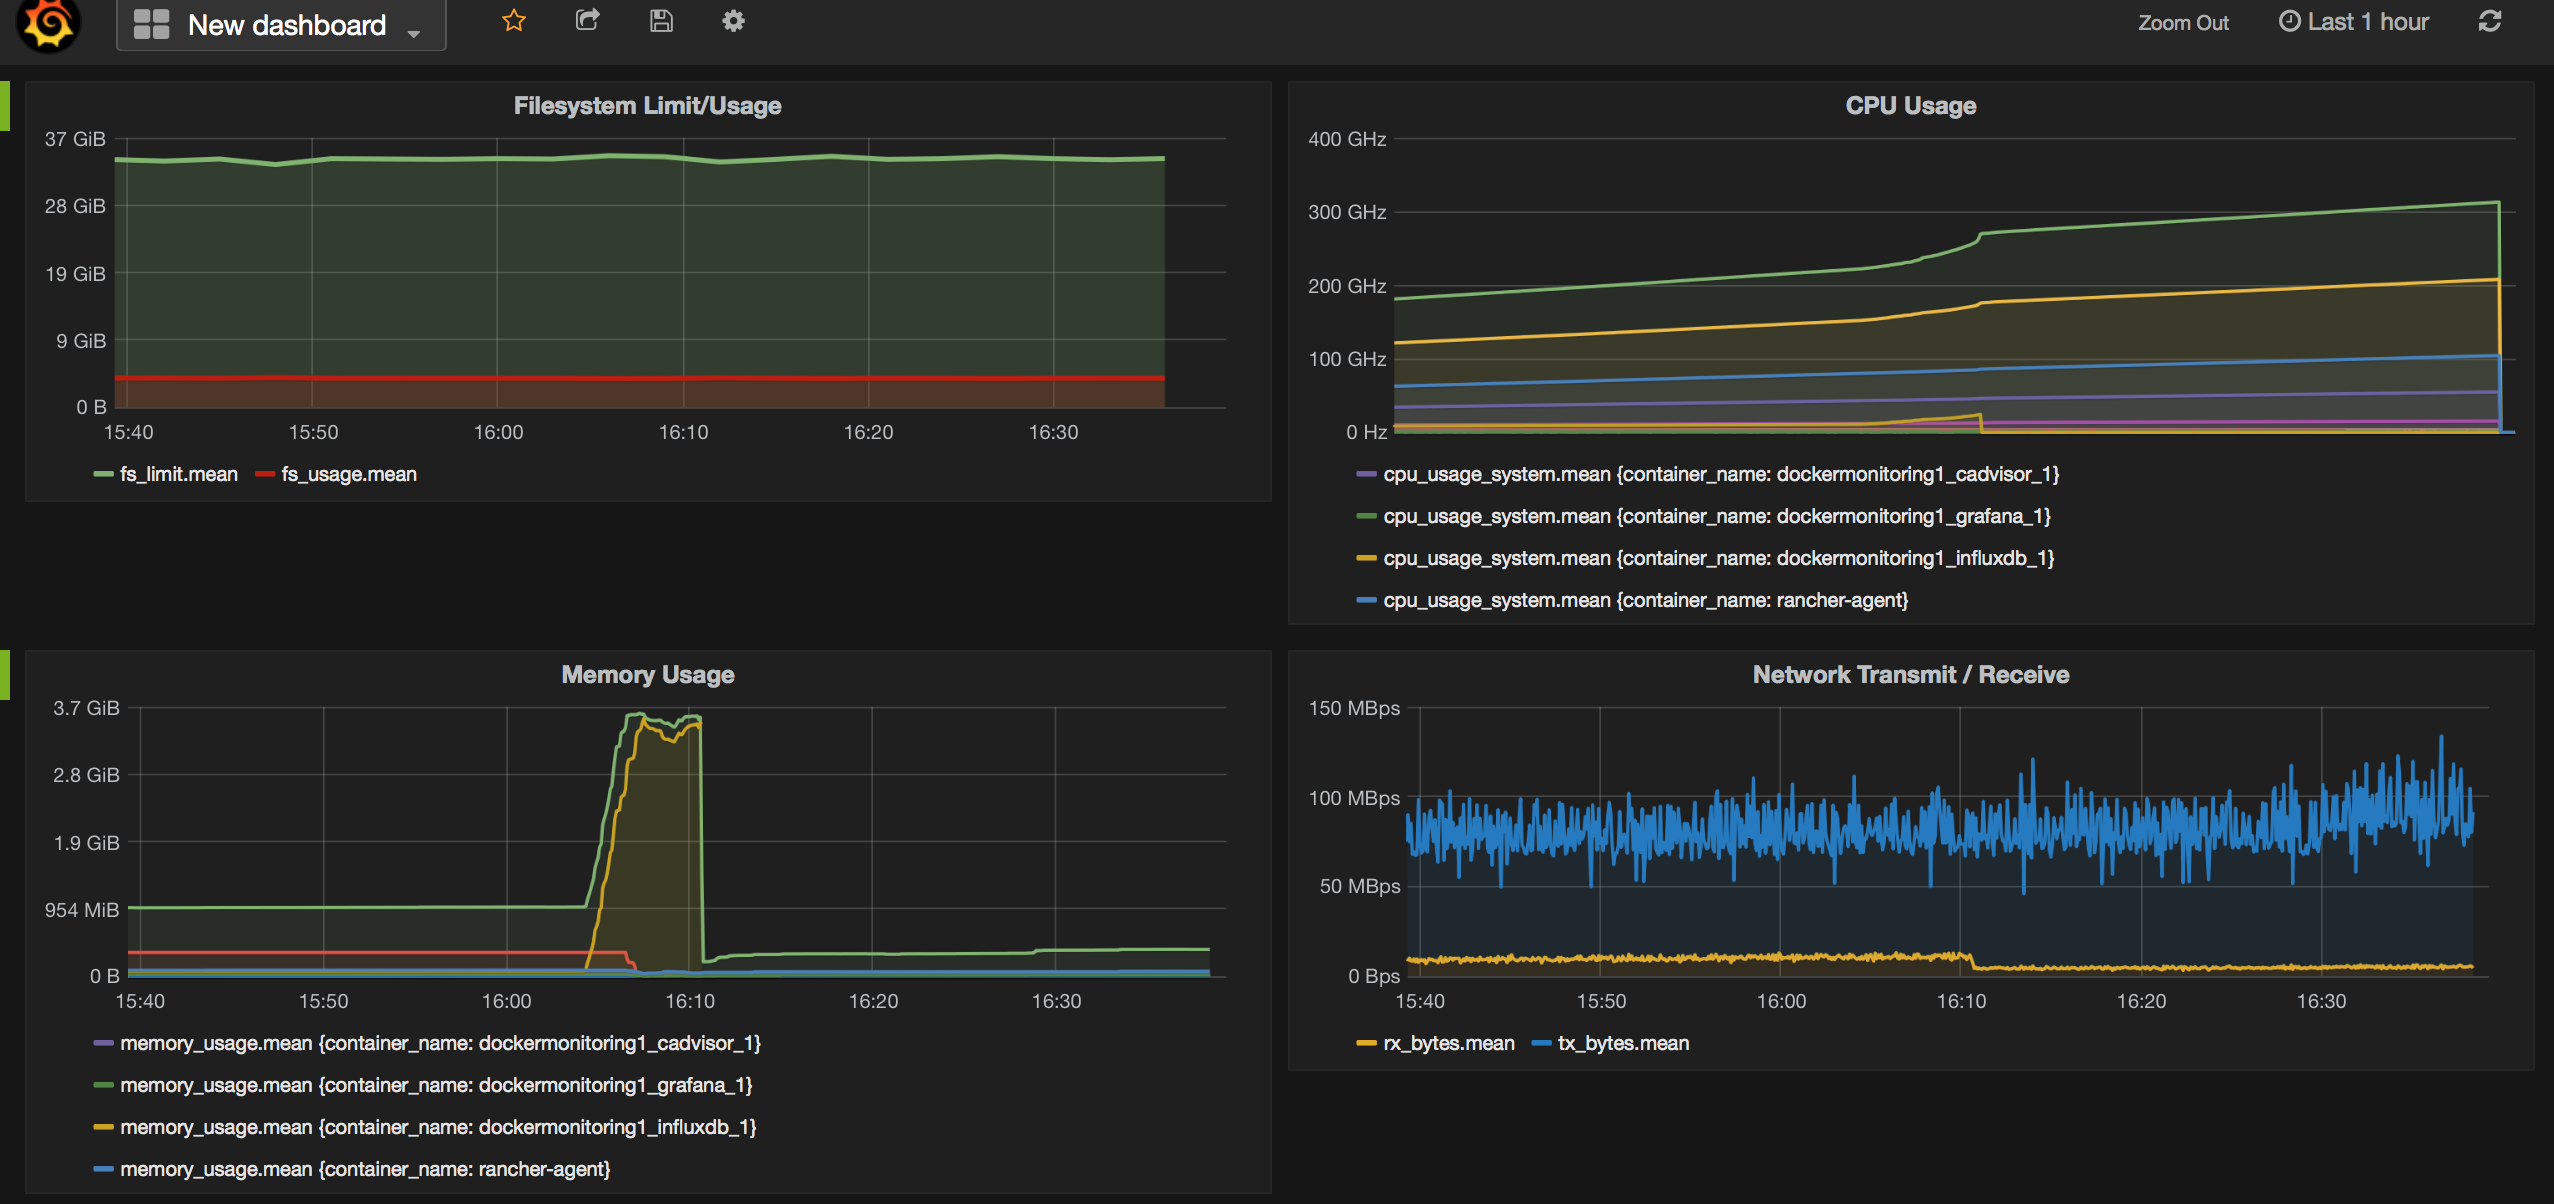 New dashboard
Zoom Out Last 1 hour
Filesystem Limit/Usage
37 GiB
28 GiB
19 GiB
9 GiB
0 B
15:40 15:50 16:00 16:10 16:20 16:30
fs_limit.mean fs_usage.mean
CPU Usage
400 GHz
300 GHz
200 GHz
100 GHz
0 Hz
cpu_usage_system.mean {container_name: dockermonitoring1_cadvisor_1}
cpu_usage_system.mean {container_name: dockermonitoring1_grafana_1}
cpu_usage_system.mean {container_name: dockermonitoring1_influxdb_1}
cpu_usage_system.mean {container_name: rancher-agent}
Memory Usage
3.7 GiB
2.8 GiB
1.9 GiB
954 MiB
0 B
15:40 15:50 16:00 16:10 16:20 16:30
memory_usage.mean {container_name: dockermonitoring1_cadvisor_1}
memory_usage.mean {container_name: dockermonitoring1_grafana_1}
memory_usage.mean {container_name: dockermonitoring1_influxdb_1}
memory_usage.mean {container_name: rancher-agent}
Network Transmit / Receive
150 MBps
100 MBps
50 MBps
0 Bps
15:40 15:50 16:00 16:10 16:20 16:30
rx_bytes.mean tx_bytes.mean